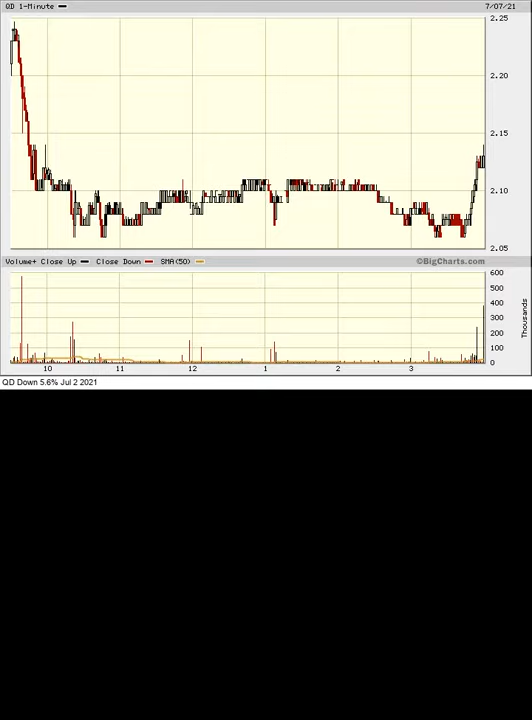 QD 1-Minute 7/07/21
2.25
2.20
2.15
2.10
2.05
Volume+ Close Up Close Down SMA(50) ©BigCharts.com
600
500
400
300
200
100
0
Thousands
10 11 12 1 2 3
QD Down 5.6% Jul 2 2021